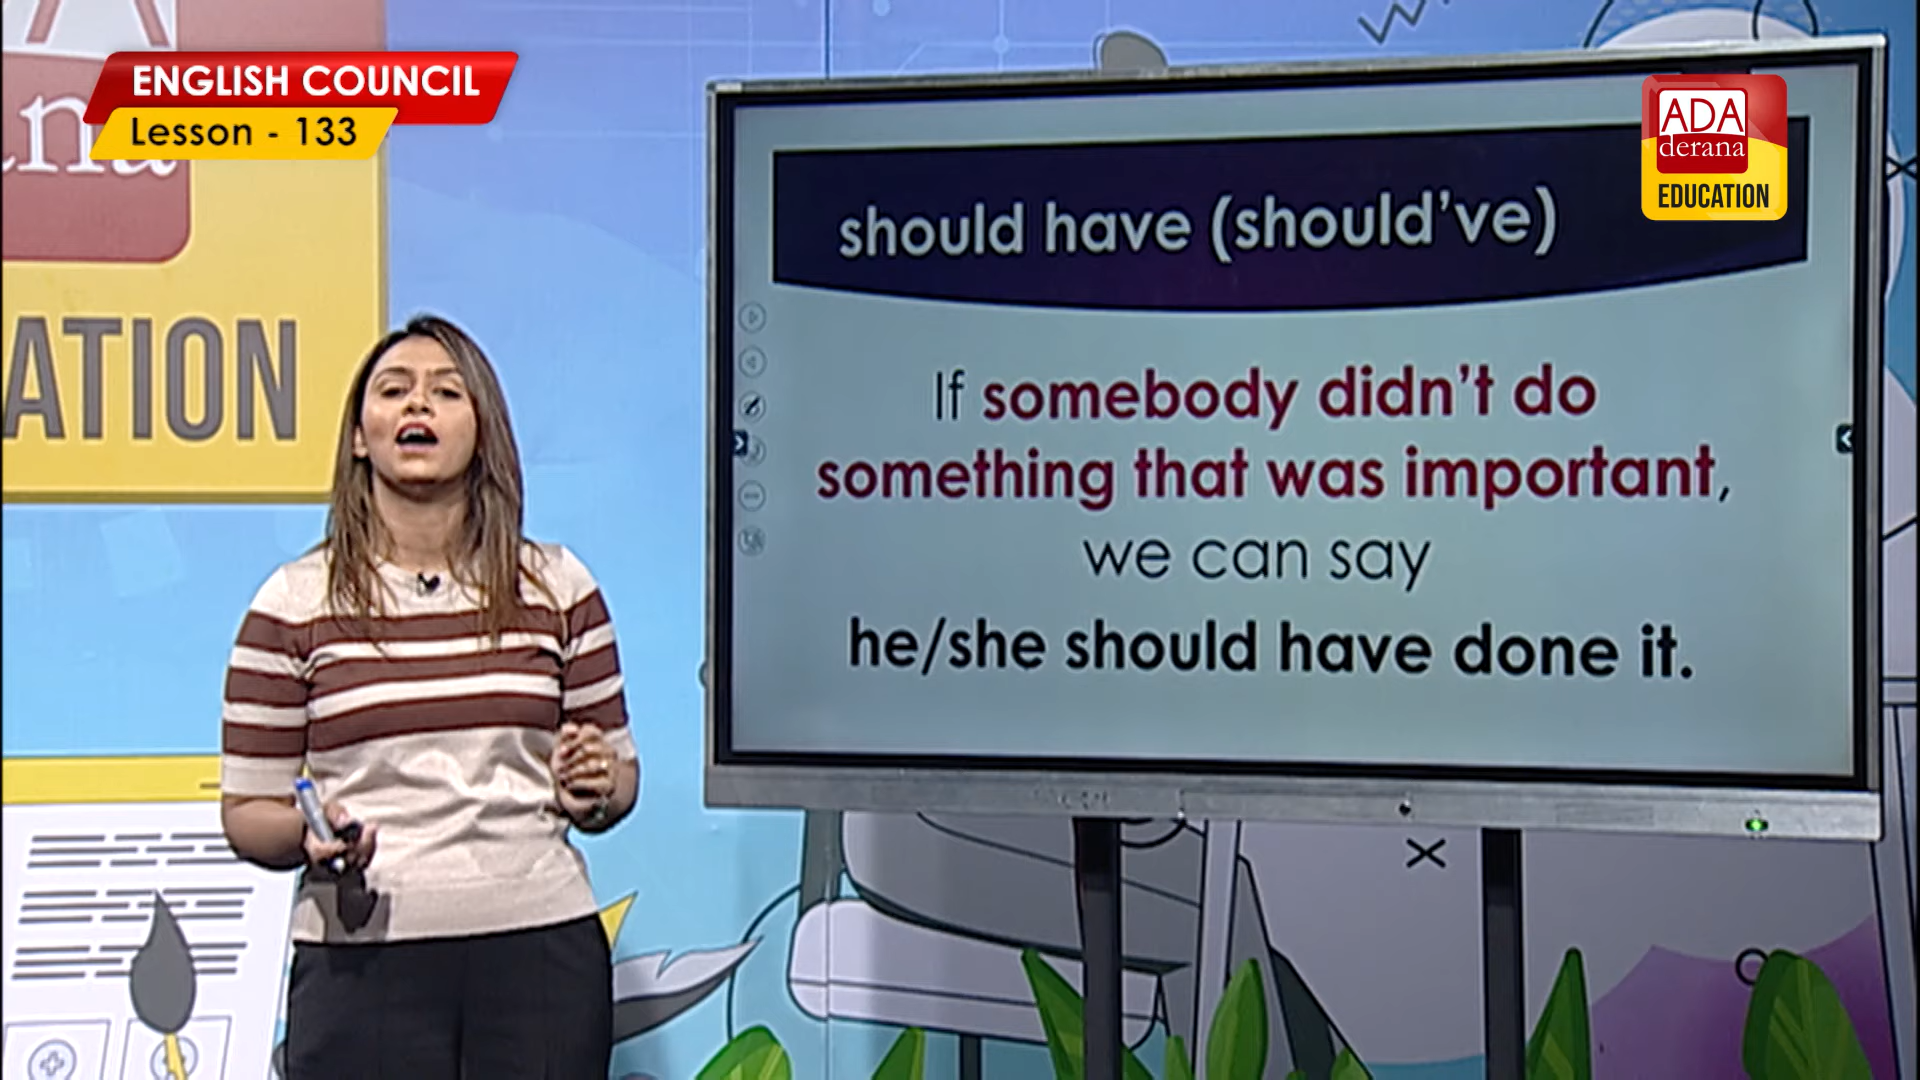 ENGLISH COUNCIL
Lesson - 133
ADA
derana
EDUCATION
ana
ATION
should have (should've)
If somebody didn't do
something that was important,
we can say
he/she should have done it.